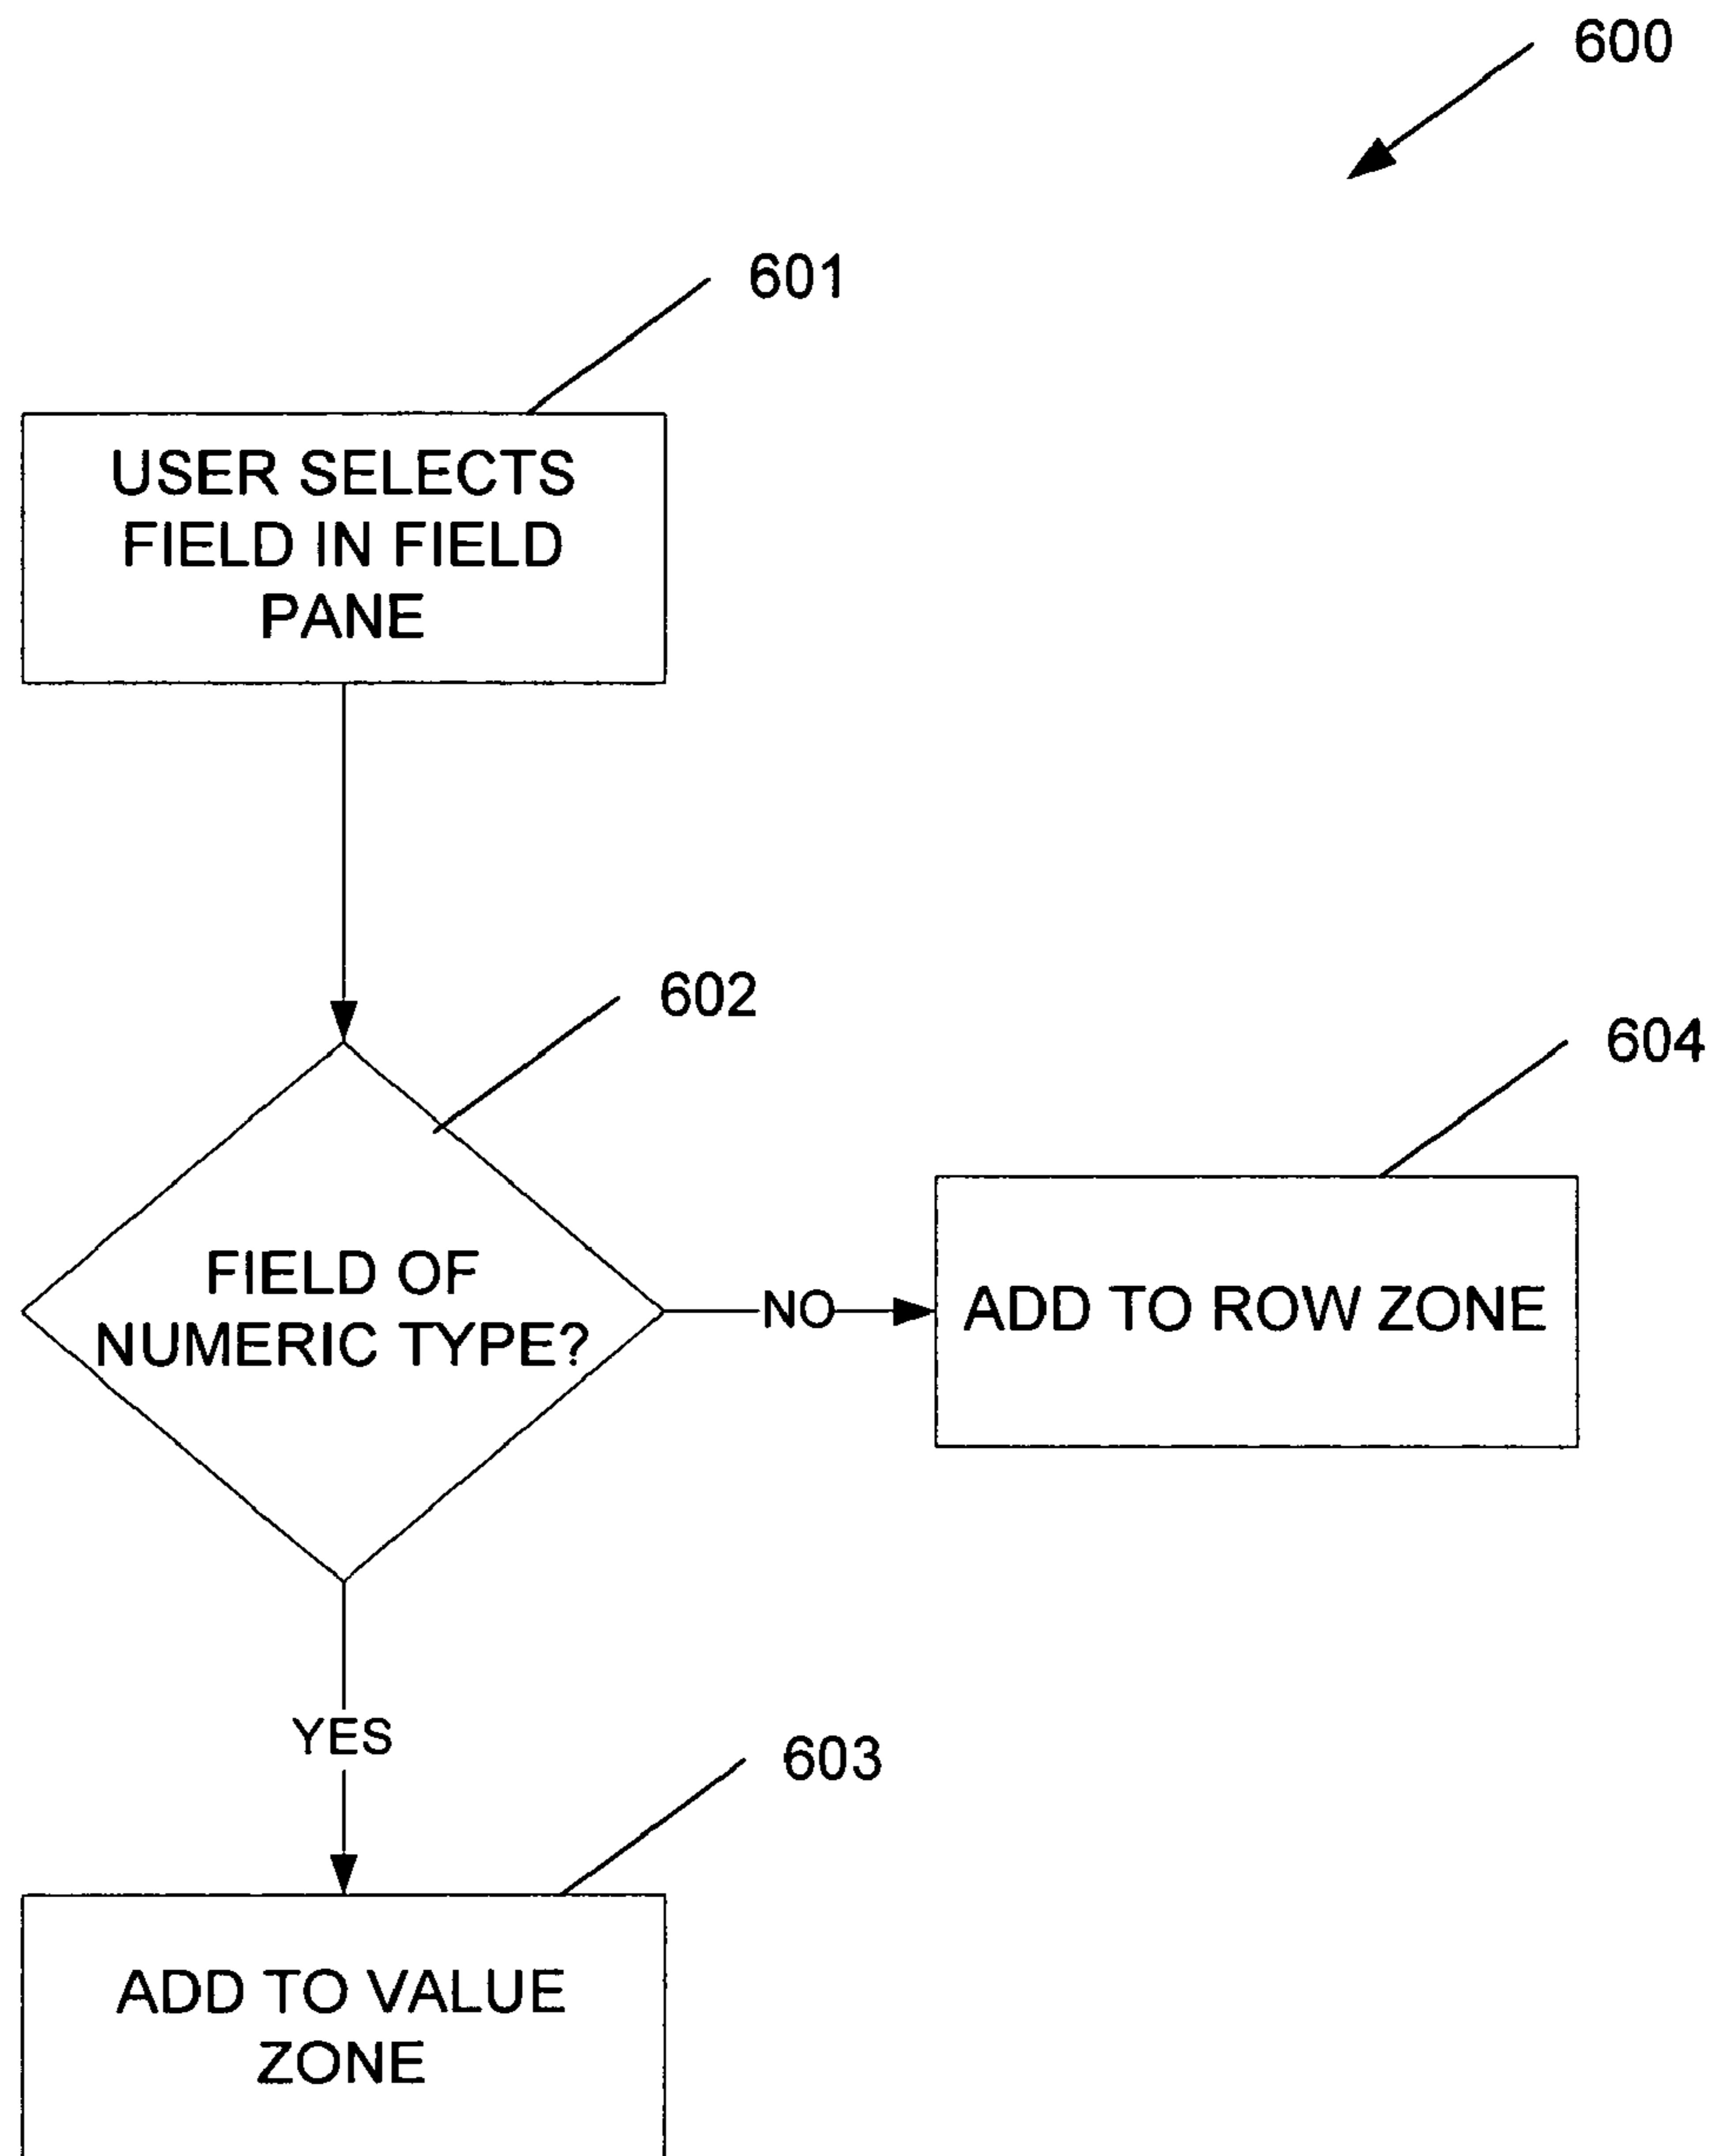 600
601
USER SELECTS
FIELD IN FIELD
PANE
602
604
FIELD OF
NUMERIC TYPE?
NO
ADD TO ROW ZONE
YES
603
ADD TO VALUE
ZONE